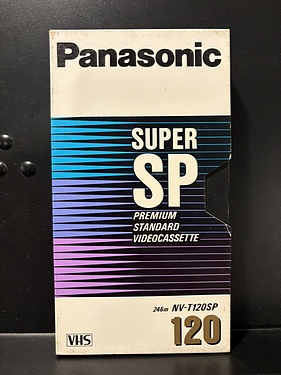 Panasonic
SUPER
SP
PREMIUM
STANDARD
VIDEOCASSETTE
246m NV-T120SP
VHS 120